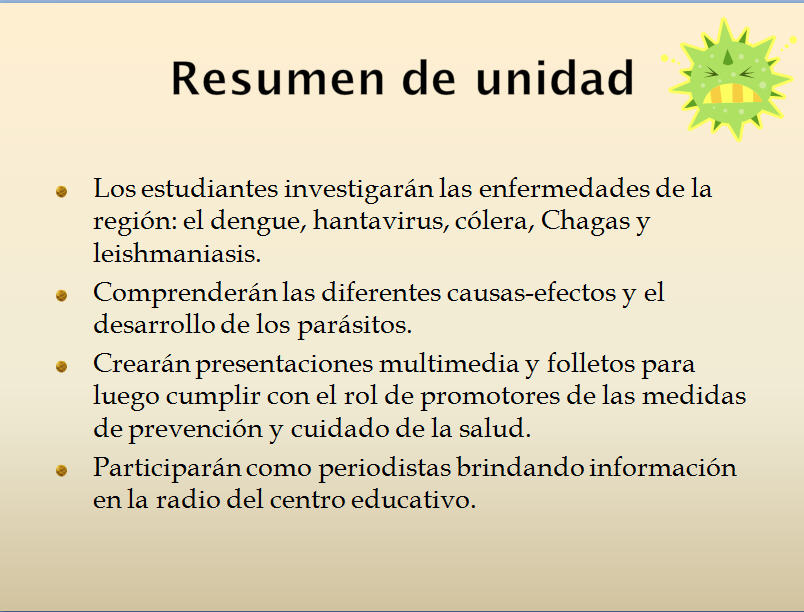 Resumen de unidad
Los estudiantes investigarán las enfermedades de la
región: el dengue, hantavirus, cólera, Chagas y
leishmaniasis.
Comprenderán las diferentes causas-efectos y el
desarrollo de los parásitos.
Crearán presentaciones multimedia y folletos para
luego cumplir con el rol de promotores de las medidas
de prevención y cuidado de la salud.
Participarán como periodistas brindando información
en la radio del centro educativo.